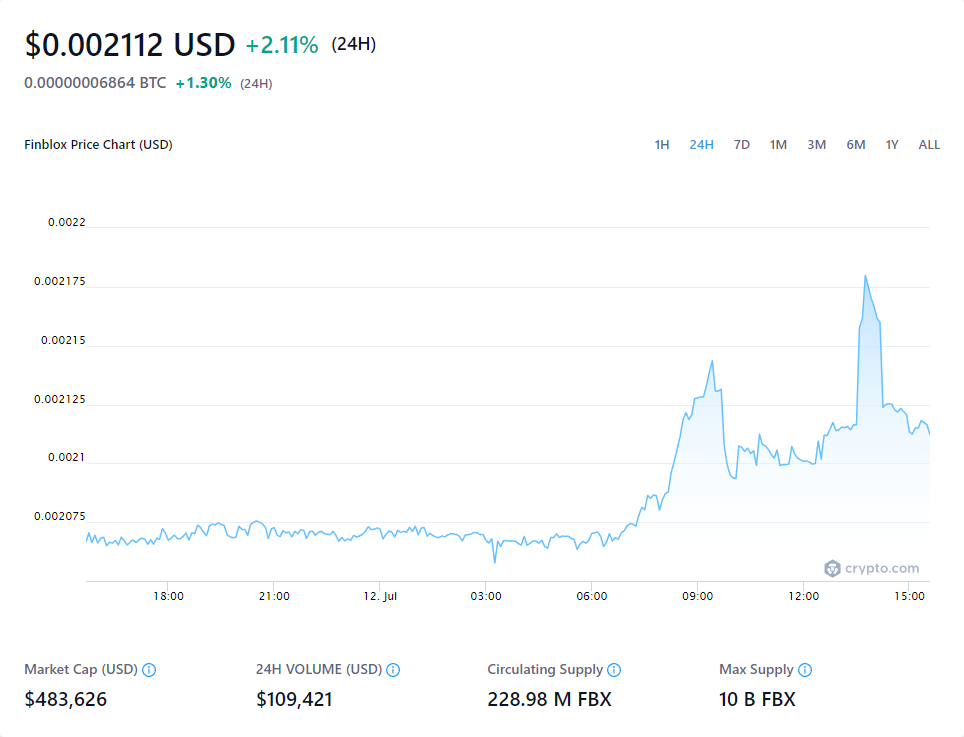 $0.002112 USD +2.11% (24H)
0.00000006864 BTC +1.30% (24H)
Finblox Price Chart (USD)
1H 24H 7D 1M 3M 6M 1Y ALL
0.0022
0.002175
0.00215
0.002125
0.0021
0.002075
crypto.com
18:00 21:00 12. Jul 03:00 06:00 09:00 12:00 15:00
Market Cap (USD) 24H VOLUME (USD) Circulating Supply Max Supply
$483,626 $109,421 228.98 M FBX 10 B FBX